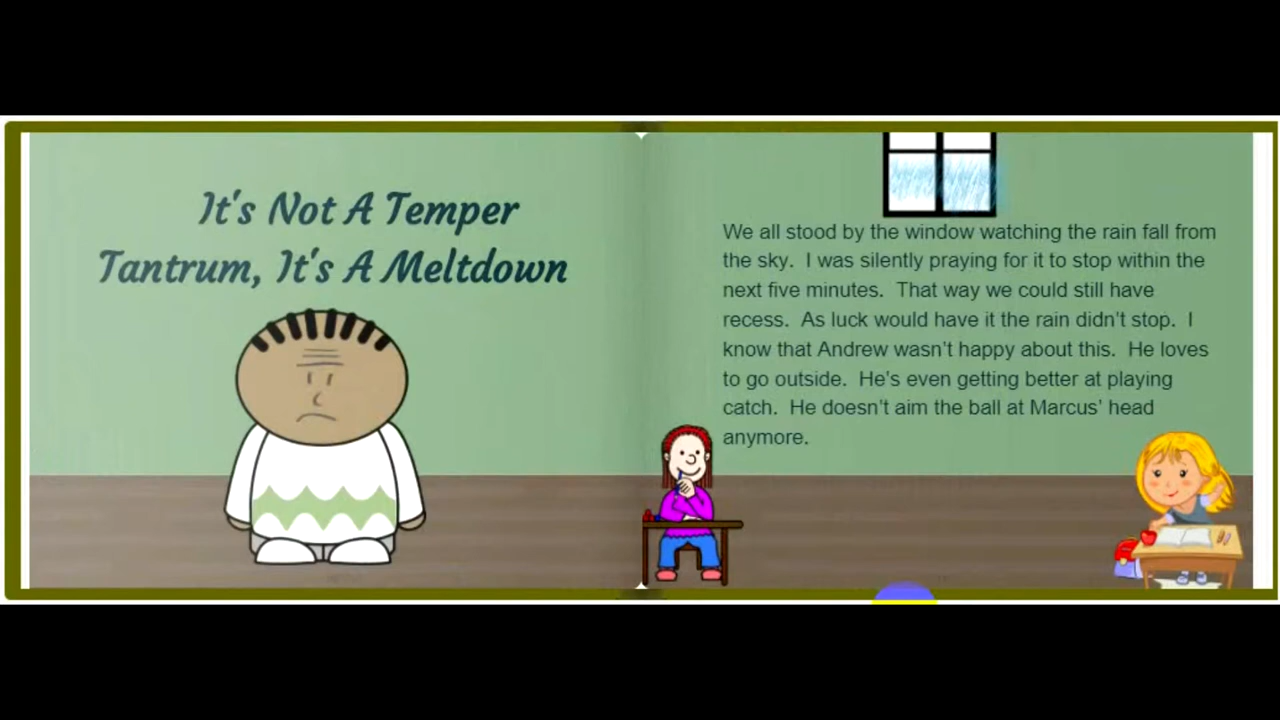 It's Not A Temper
Tantrum, It's A Meltdown
We all stood by the window watching the rain fall from
the sky.  I was silently praying for it to stop within the
next five minutes.  That way we could still have
recess.  As luck would have it the rain didn't stop.  I
know that Andrew wasn't happy about this.  He loves
to go outside.  He's even getting better at playing
catch.  He doesn't aim the ball at Marcus' head
anymore.